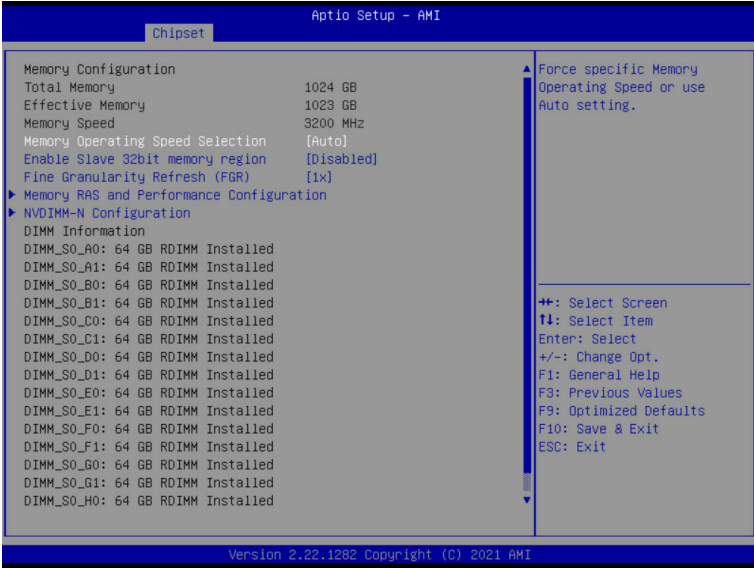 Aptio Setup – AMI
Chipset
Memory Configuration
Total Memory 1024 GB
Effective Memory 1023 GB
Memory Speed 3200 MHz
Memory Operating Speed Selection [Auto]
Enable Slave 32bit memory region [Disabled]
Fine Granularity Refresh (FGR) [1x]
Memory RAS and Performance Configuration
NVDIMM-N Configuration
DIMM Information
DIMM_S0_A0: 64 GB RDIMM Installed
DIMM_S0_A1: 64 GB RDIMM Installed
DIMM_S0_B0: 64 GB RDIMM Installed
DIMM_S0_B1: 64 GB RDIMM Installed
DIMM_S0_C0: 64 GB RDIMM Installed
DIMM_S0_C1: 64 GB RDIMM Installed
DIMM_S0_D0: 64 GB RDIMM Installed
DIMM_S0_D1: 64 GB RDIMM Installed
DIMM_S0_E0: 64 GB RDIMM Installed
DIMM_S0_E1: 64 GB RDIMM Installed
DIMM_S0_F0: 64 GB RDIMM Installed
DIMM_S0_F1: 64 GB RDIMM Installed
DIMM_S0_G0: 64 GB RDIMM Installed
DIMM_S0_G1: 64 GB RDIMM Installed
DIMM_S0_H0: 64 GB RDIMM Installed
Force specific Memory
Operating Speed or use
Auto setting.
→←: Select Screen
↑↓: Select Item
Enter: Select
+/-: Change Opt.
F1: General Help
F3: Previous Values
F9: Optimized Defaults
F10: Save & Exit
ESC: Exit
Version 2.22.1282 Copyright (C) 2021 AMI